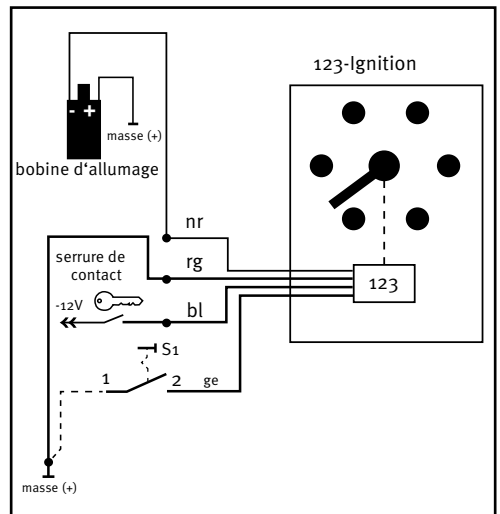 123-Ignition
- +
masse (+)
bobine d'allumage
nr
serrure de
contact
rg
123
-12V
bl
S1
1
2
ge
masse (+)